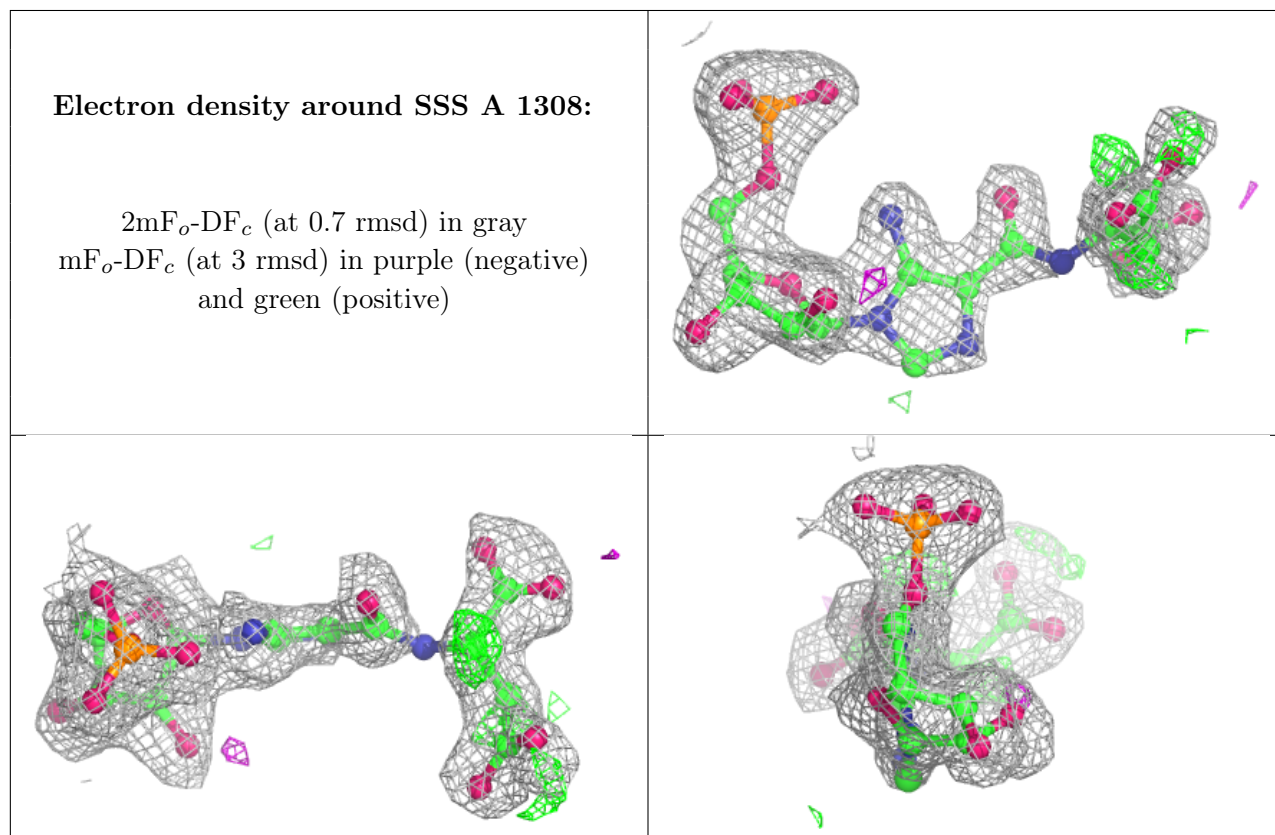 Electron density around SSS A 1308:
2mFₒ-DF𝒸 (at 0.7 rmsd) in gray
mFₒ-DF𝒸 (at 3 rmsd) in purple (negative)
and green (positive)